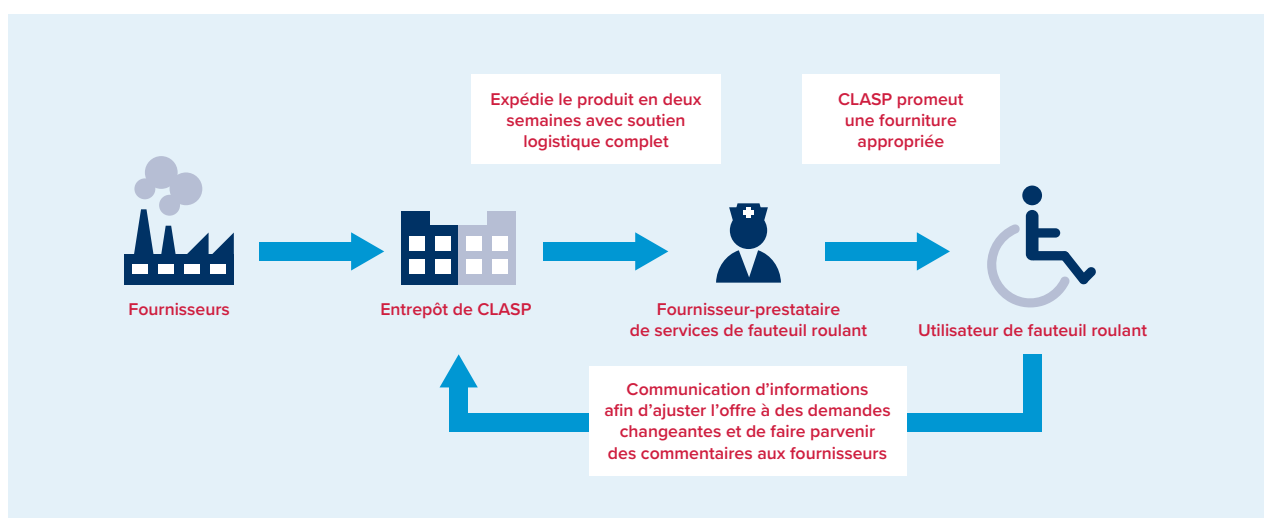 Expédie le produit en deux
semaines avec soutien
logistique complet
CLASP promeut
une fourniture
appropriée
Fournisseurs
Entrepôt de CLASP
Fournisseur-prestataire
de services de fauteuil roulant
Utilisateur de fauteuil roulant
Communication d’informations
afin d’ajuster l’offre à des demandes
changeantes et de faire parvenir
des commentaires aux fournisseurs